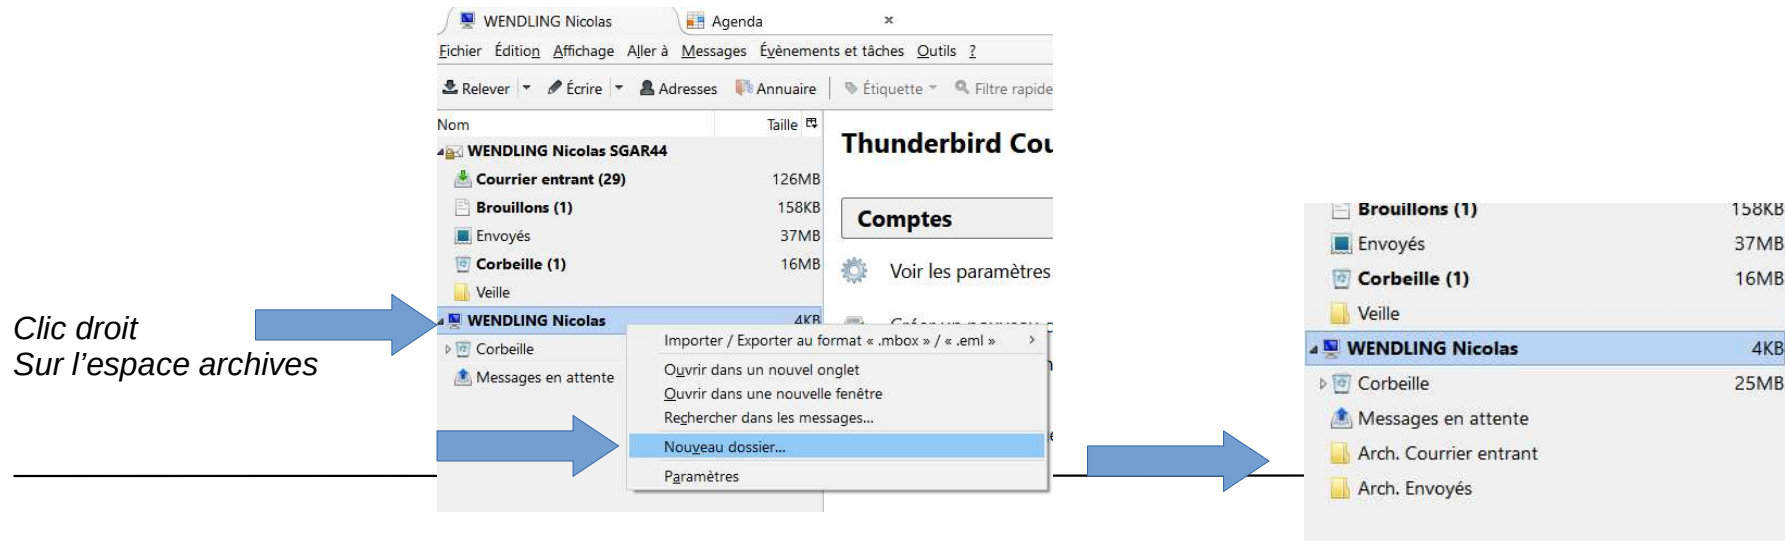 WENDLING Nicolas
Agenda
Fichier Édition Affichage Aller à Messages Évènements et tâches Outils ?
Relever Écrire Adresses Annuaire Étiquette Filtre rapide
Nom Taille
WENDLING Nicolas SGAR44
Courrier entrant (29) 126MB
Brouillons (1) 158KB
Envoyés 37MB
Corbeille (1) 16MB
Veille
WENDLING Nicolas 4KB
Corbeille
Messages en attente
Thunderbird Cou
Comptes
Voir les paramètres
Clic droit
Sur l’espace archives
Importer / Exporter au format « .mbox » / « .eml »
Ouvrir dans un nouvel onglet
Ouvrir dans une nouvelle fenêtre
Rechercher dans les messages...
Nouveau dossier...
Paramètres
Brouillons (1) 158KB
Envoyés 37MB
Corbeille (1) 16MB
Veille
WENDLING Nicolas 4KB
Corbeille 25MB
Messages en attente
Arch. Courrier entrant
Arch. Envoyés